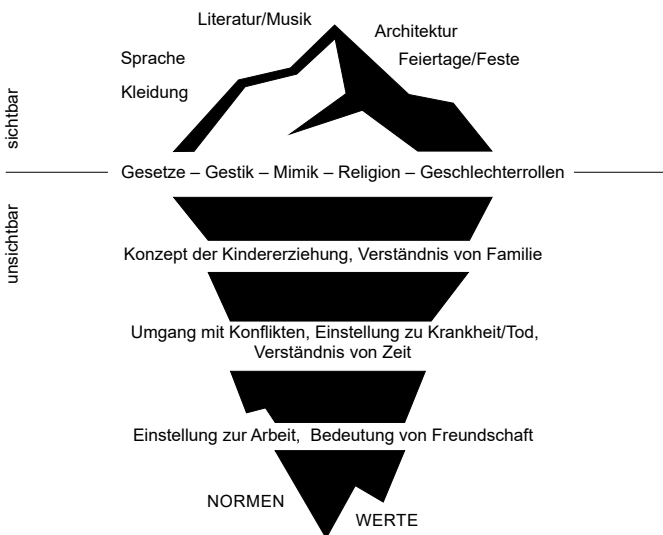 Literatur/Musik
Architektur
Sprache
Feiertage/Feste
Kleidung
sichtbar
Gesetze – Gestik – Mimik – Religion – Geschlechterrollen
unsichtbar
Konzept der Kindererziehung, Verständnis von Familie
Umgang mit Konflikten, Einstellung zu Krankheit/Tod,
Verständnis von Zeit
Einstellung zur Arbeit, Bedeutung von Freundschaft
NORMEN
WERTE